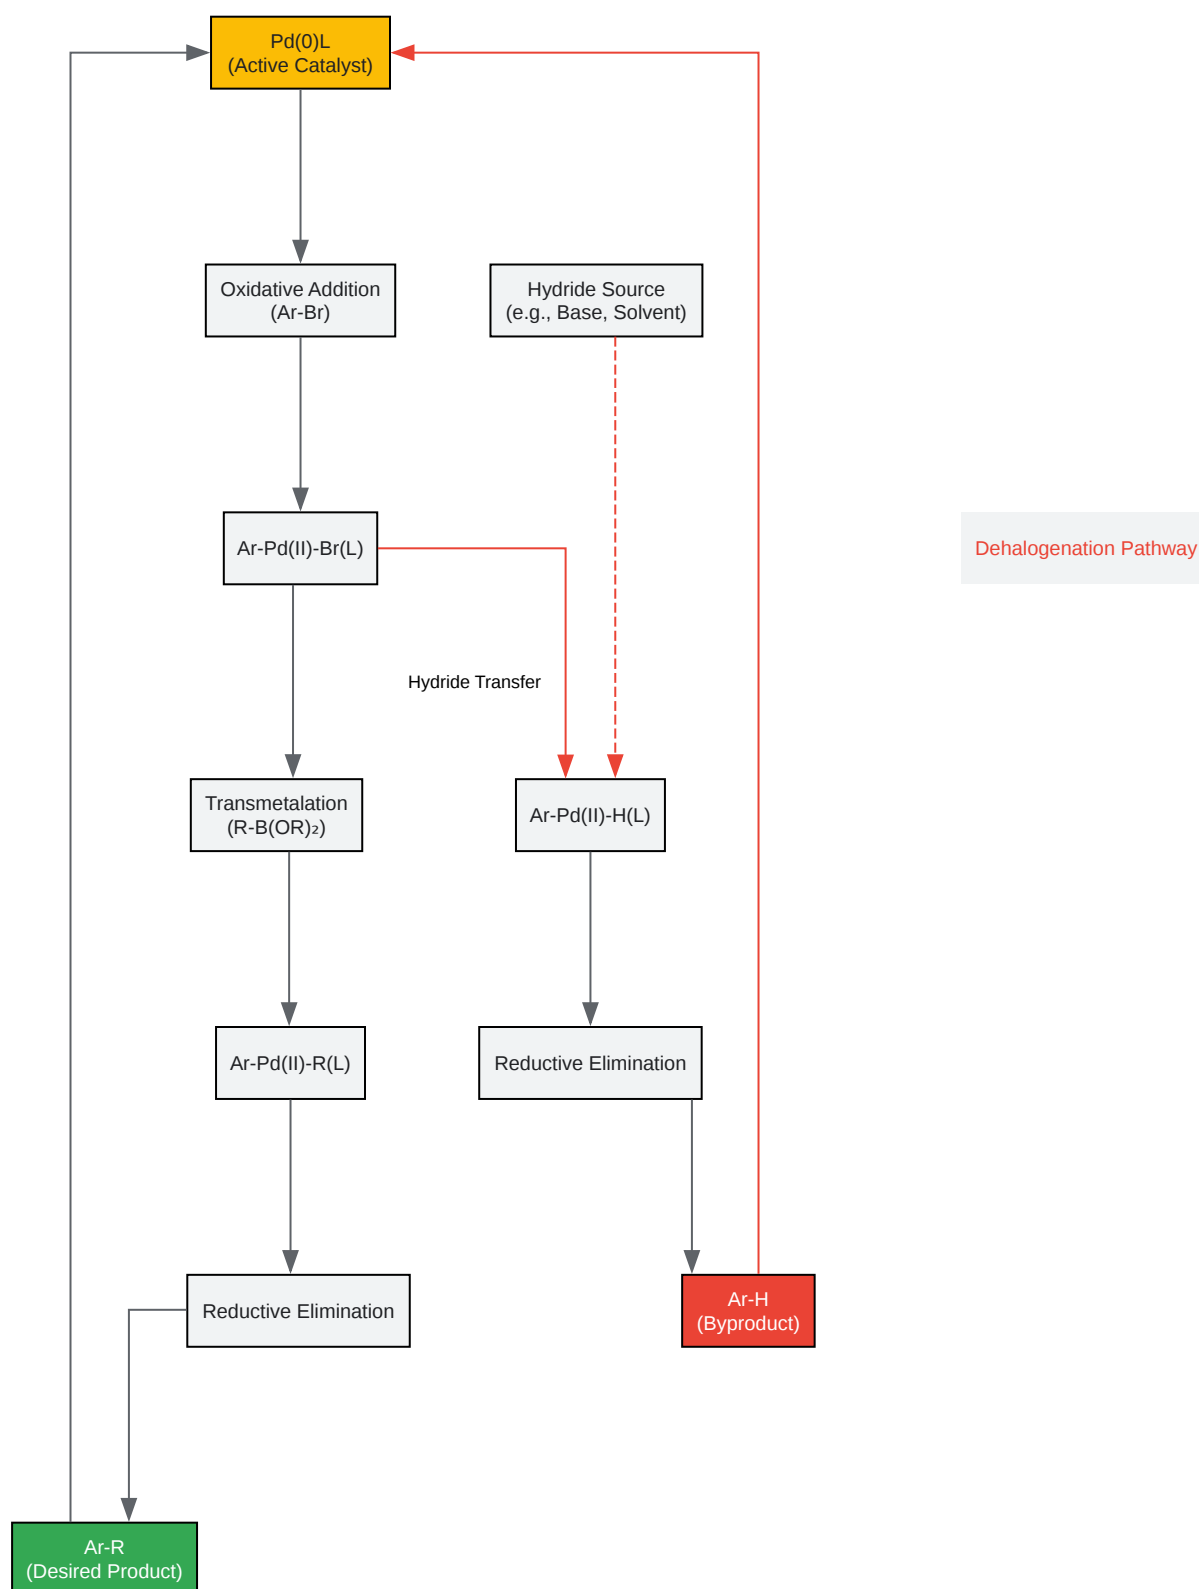 Pd(0)L
(Active Catalyst)
Oxidative Addition
(Ar-Br)
Hydride Source
(e.g., Base, Solvent)
Ar-Pd(II)-Br(L)
Dehalogenation Pathway
Hydride Transfer
Transmetalation
(R-B(OR)₂)
Ar-Pd(II)-H(L)
Ar-Pd(II)-R(L)
Reductive Elimination
Reductive Elimination
Ar-H
(Byproduct)
Ar-R
(Desired Product)